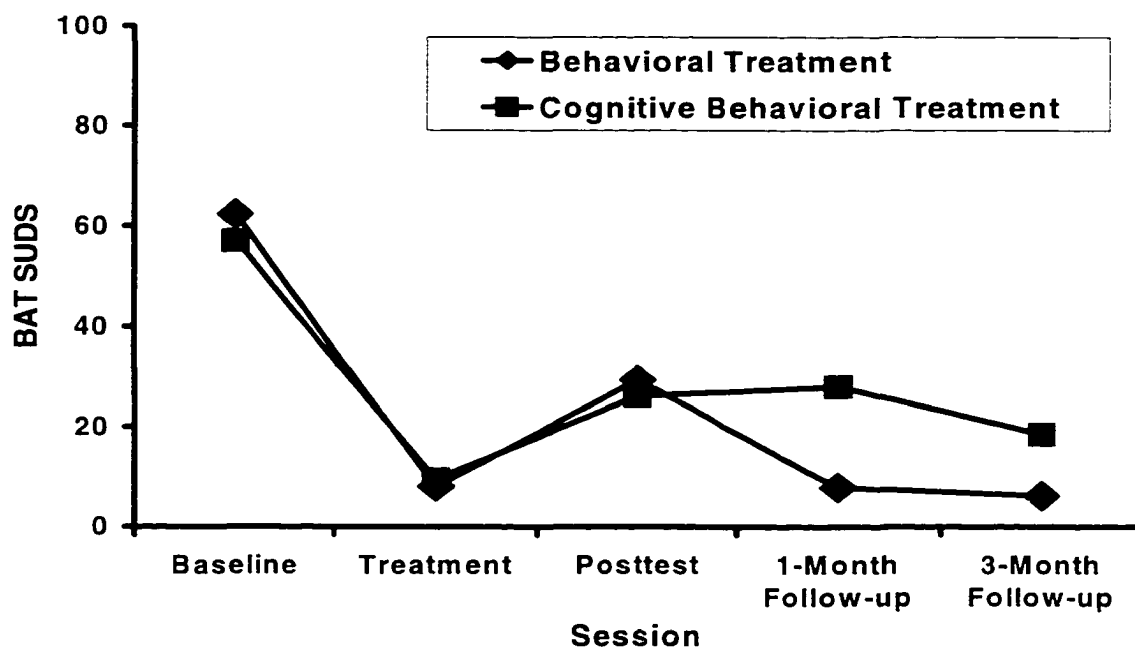 100
80
60
40
20
0
BAT SUDS
Behavioral Treatment
Cognitive Behavioral Treatment
Baseline
Treatment
Posttest
1-Month
Follow-up
3-Month
Follow-up
Session